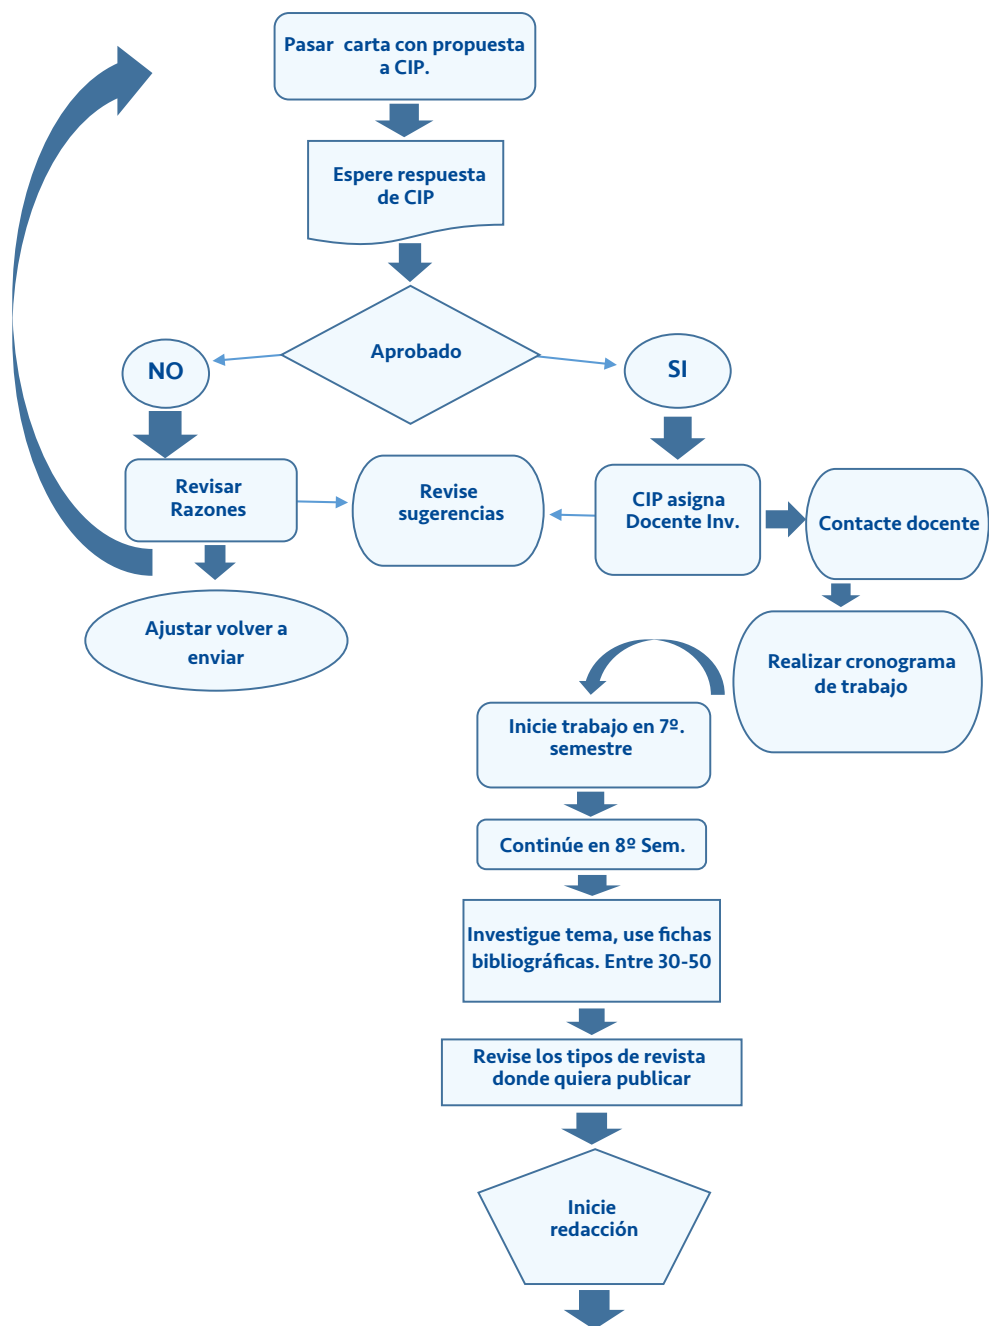 Pasar carta con propuesta
a CIP.
Espere respuesta
de CIP
Aprobado
NO
SI
Revisar
Razones
Revise
sugerencias
CIP asigna
Docente Inv.
Contacte docente
Ajustar volver a
enviar
Realizar cronograma
de trabajo
Inicie trabajo en 7º.
semestre
Continúe en 8º Sem.
Investigue tema, use fichas
bibliográficas. Entre 30-50
Revise los tipos de revista
donde quiera publicar
Inicie
redacción